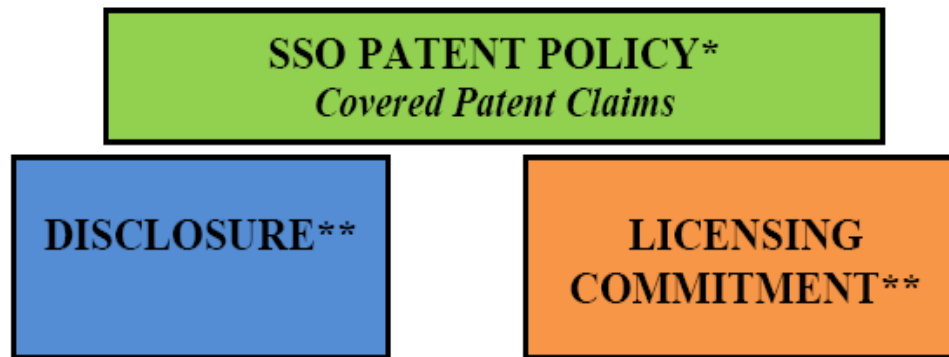 SSO PATENT POLICY*
Covered Patent Claims
DISCLOSURE**
LICENSING
COMMITMENT**